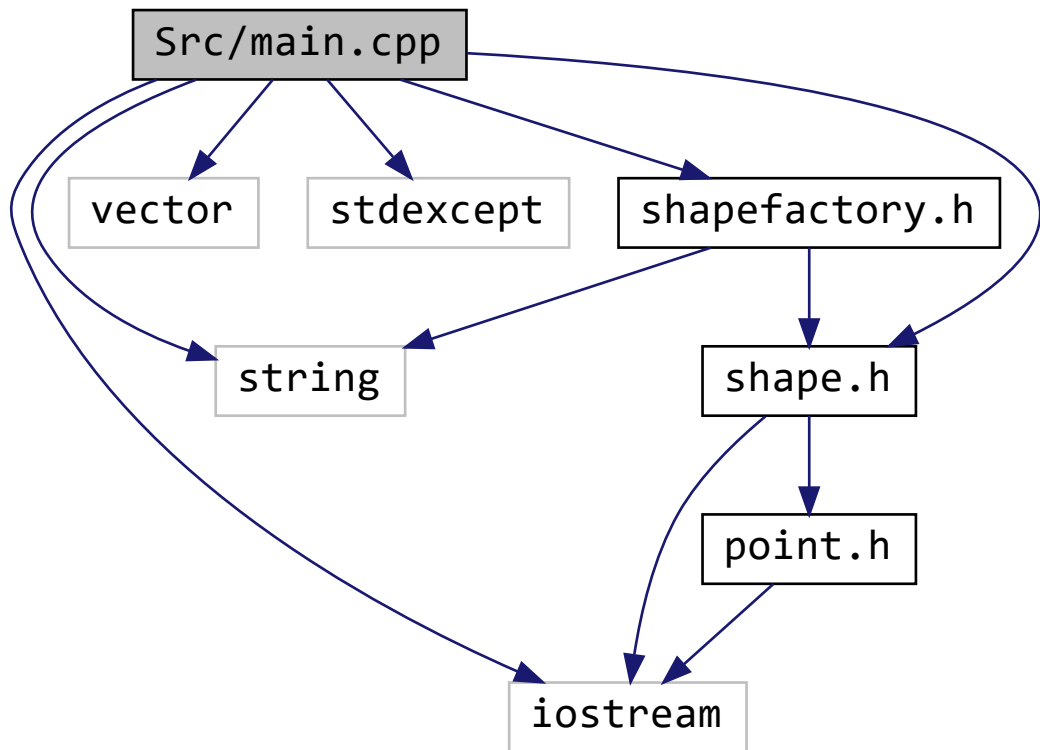 Src/main.cpp
vector
stdexcept
shapefactory.h
string
shape.h
point.h
iostream